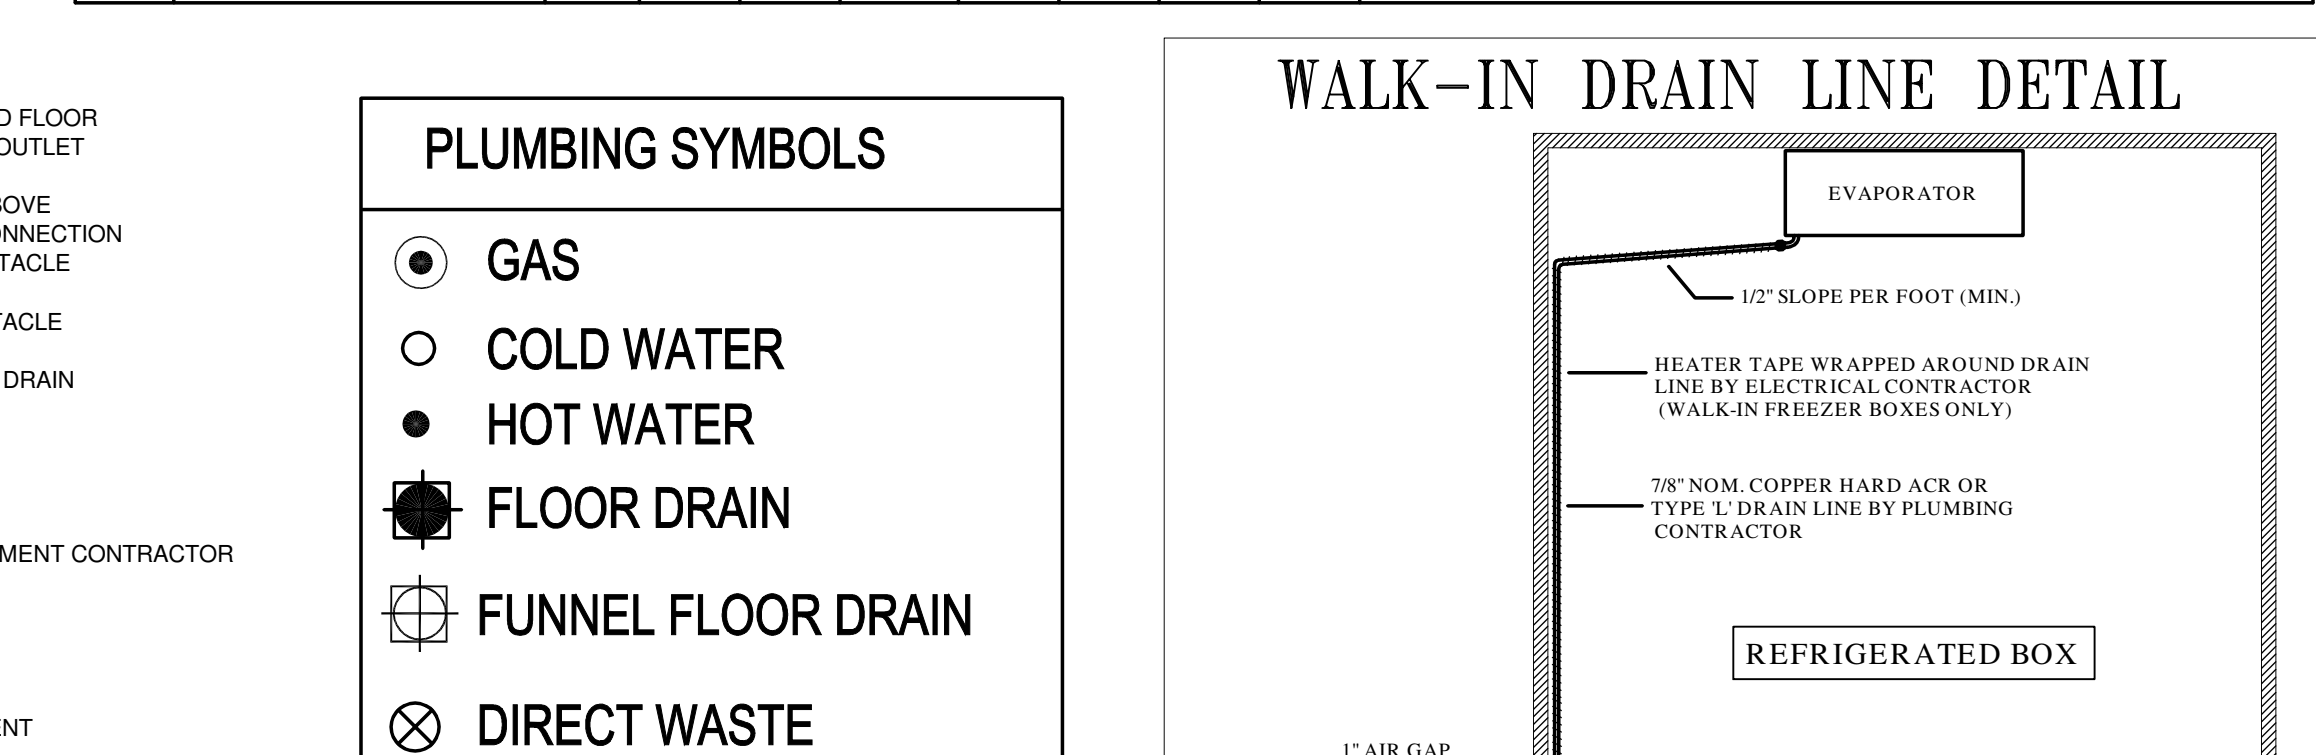 D FLOOR
OUTLET
BOVE
ONNECTION
TACLE
TACLE
DRAIN
MENT CONTRACTOR
ENT
PLUMBING SYMBOLS
GAS
COLD WATER
HOT WATER
FLOOR DRAIN
FUNNEL FLOOR DRAIN
DIRECT WASTE
WALK-IN DRAIN LINE DETAIL
EVAPORATOR
1/2" SLOPE PER FOOT (MIN.)
HEATER TAPE WRAPPED AROUND DRAIN
LINE BY ELECTRICAL CONTRACTOR
(WALK-IN FREEZER BOXES ONLY)
7/8" NOM. COPPER HARD ACR OR
TYPE 'L' DRAIN LINE BY PLUMBING
CONTRACTOR
REFRIGERATED BOX
1" AIR GAP